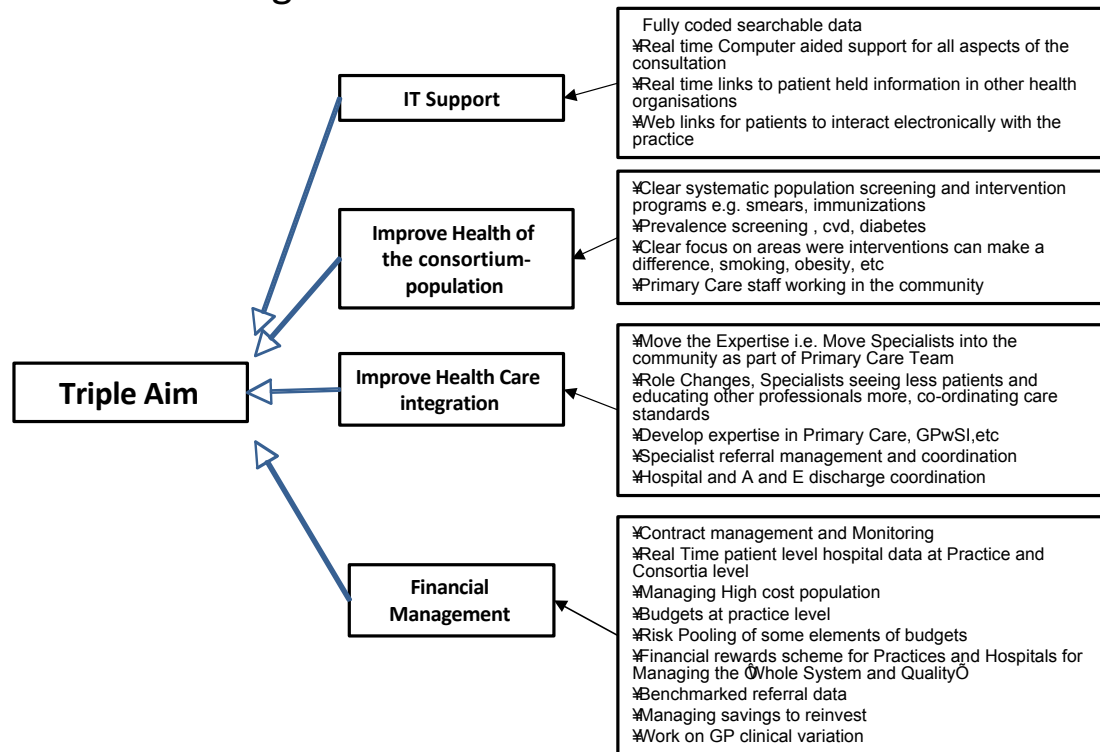 Fully coded searchable data
¥Real time Computer aided support for all aspects of the
consultation
¥Real time links to patient held information in other health
organisations
¥Web links for patients to interact electronically with the
practice
IT Support
¥Clear systematic population screening and intervention
programs e.g. smears, immunizations
¥Prevalence screening , cvd, diabetes
¥Clear focus on areas were interventions can make a
difference, smoking, obesity, etc
¥Primary Care staff working in the community
Improve Health of
the consortium-
population
Triple Aim
¥Move the Expertise i.e. Move Specialists into the
community as part of Primary Care Team
¥Role Changes, Specialists seeing less patients and
educating other professionals more, co-ordinating care
standards
¥Develop expertise in Primary Care, GPwSI,etc
¥Specialist referral management and coordination
¥Hospital and A and E discharge coordination
Improve Health Care
integration
¥Contract management and Monitoring
¥Real Time patient level hospital data at Practice and
Consortia level
¥Managing High cost population
¥Budgets at practice level
¥Risk Pooling of some elements of budgets
¥Financial rewards scheme for Practices and Hospitals for
Managing the ÔWhole System and QualityÕ
¥Benchmarked referral data
¥Managing savings to reinvest
¥Work on GP clinical variation
Financial
Management